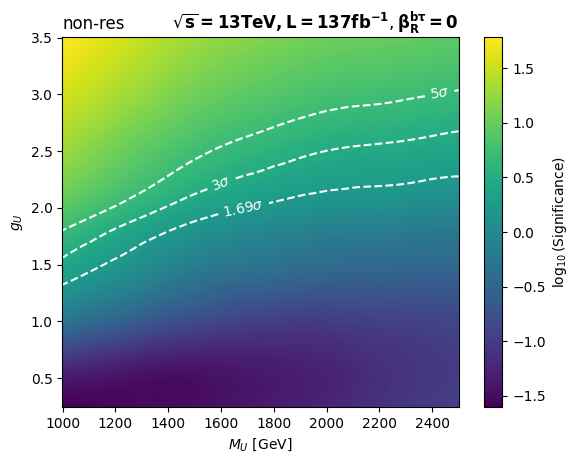 non-res
√s = 13TeV, L = 137fb⁻¹, β_R^{bτ} = 0
3.5
3.0
2.5
2.0
1.5
1.0
0.5
g_U
5σ
3σ
1.69σ
1000
1200
1400
1600
1800
2000
2200
2400
M_U [GeV]
1.5
1.0
0.5
0.0
−0.5
−1.0
−1.5
log₁₀(Significance)